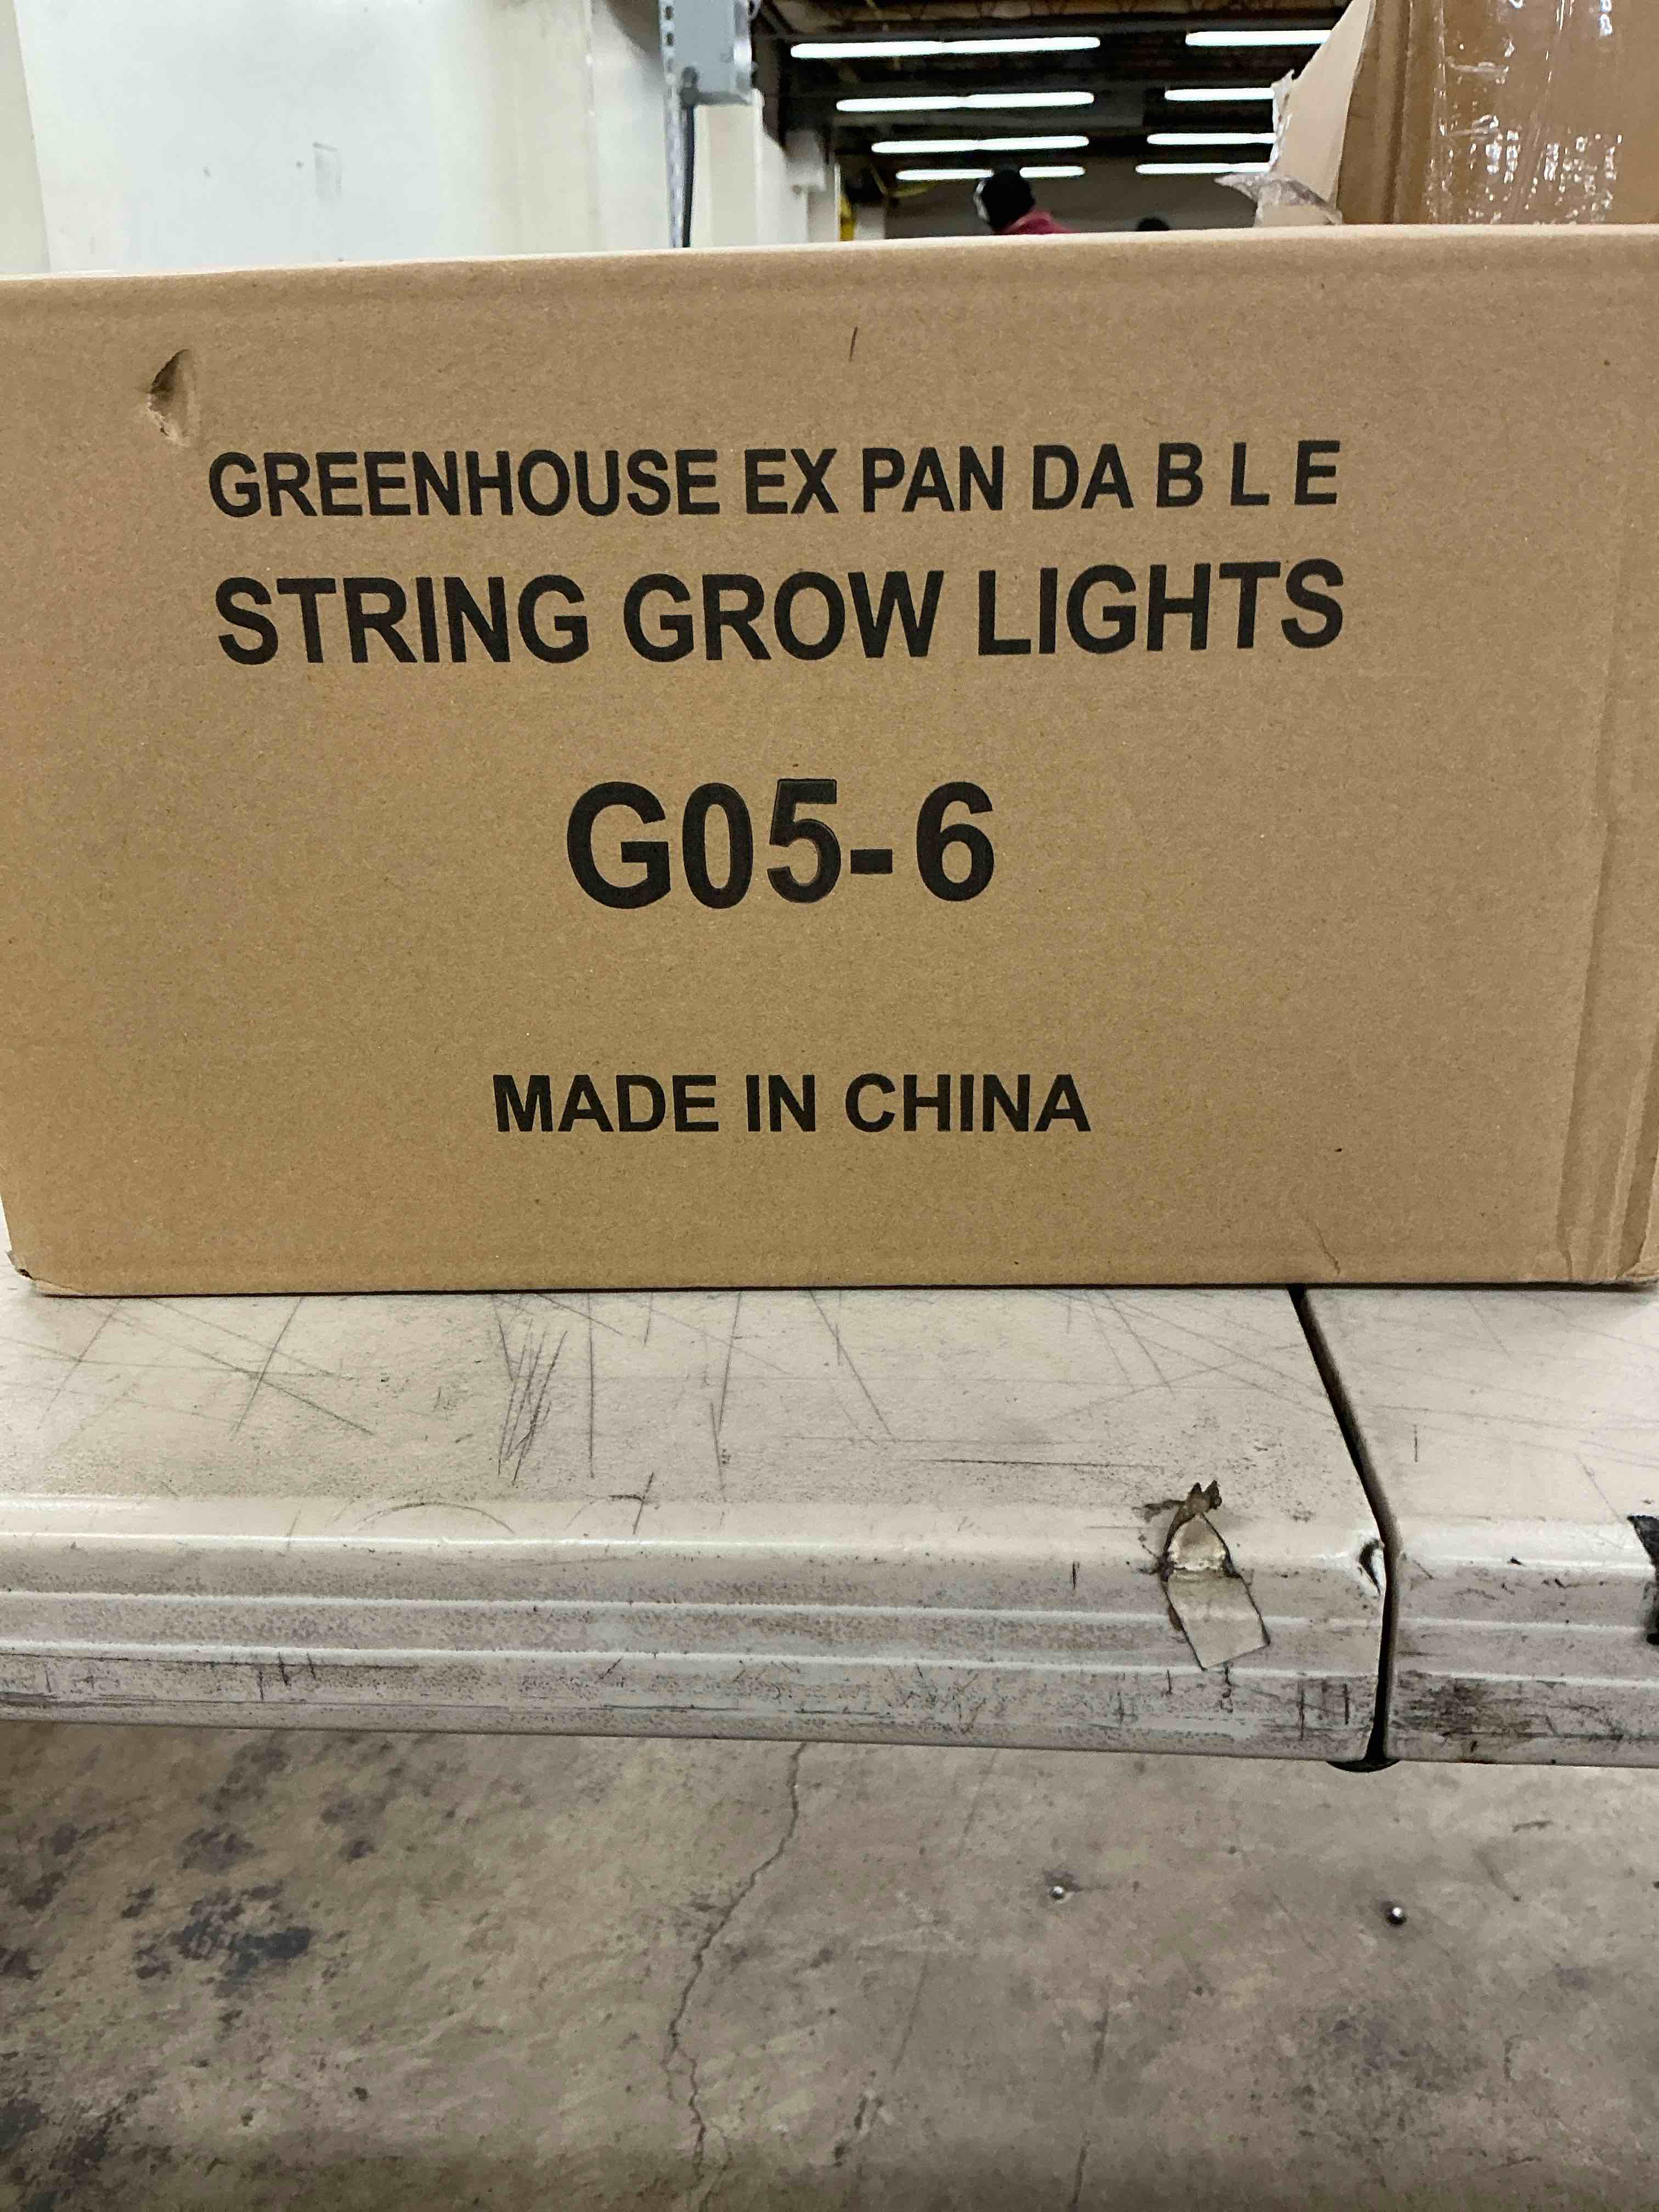 GREENHOUSE EX PAN DA B L E
STRING GROW LIGHTS
G05-6
MADE IN CHINA